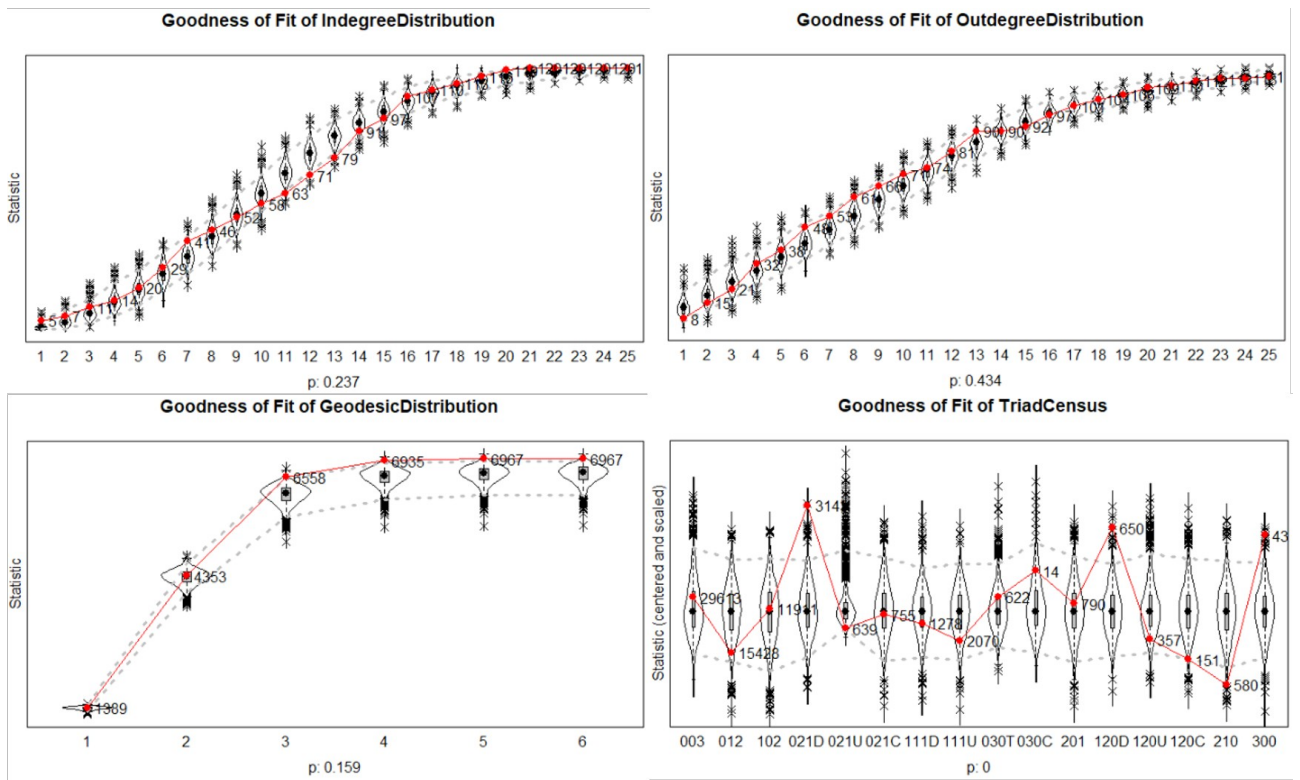 Goodness of Fit of IndegreeDistribution
Statistic
5 7 11 14 20 29 41 46 52 58 63 71 79 91 97
1 2 3 4 5 6 7 8 9 10 11 12 13 14 15 16 17 18 19 20 21 22 23 24 25
p: 0.237
Goodness of Fit of OutdegreeDistribution
Statistic
8 15 21 32 38 48 53 61 66 71 74 81 90 90 92 97
1 2 3 4 5 6 7 8 9 10 11 12 13 14 15 16 17 18 19 20 21 22 23 24 25
p: 0.434
Goodness of Fit of GeodesicDistribution
Statistic
1389 4353 6558 6935 6967 6967
1 2 3 4 5 6
p: 0.159
Goodness of Fit of TriadCensus
Statistic (centered and scaled)
29613 15428 639 755 1278 2070 622 14 790 650 357 151 580 43
003 012 102 021D 021U 021C 111D 111U 030T 030C 201 120D 120U 120C 210 300
p: 0